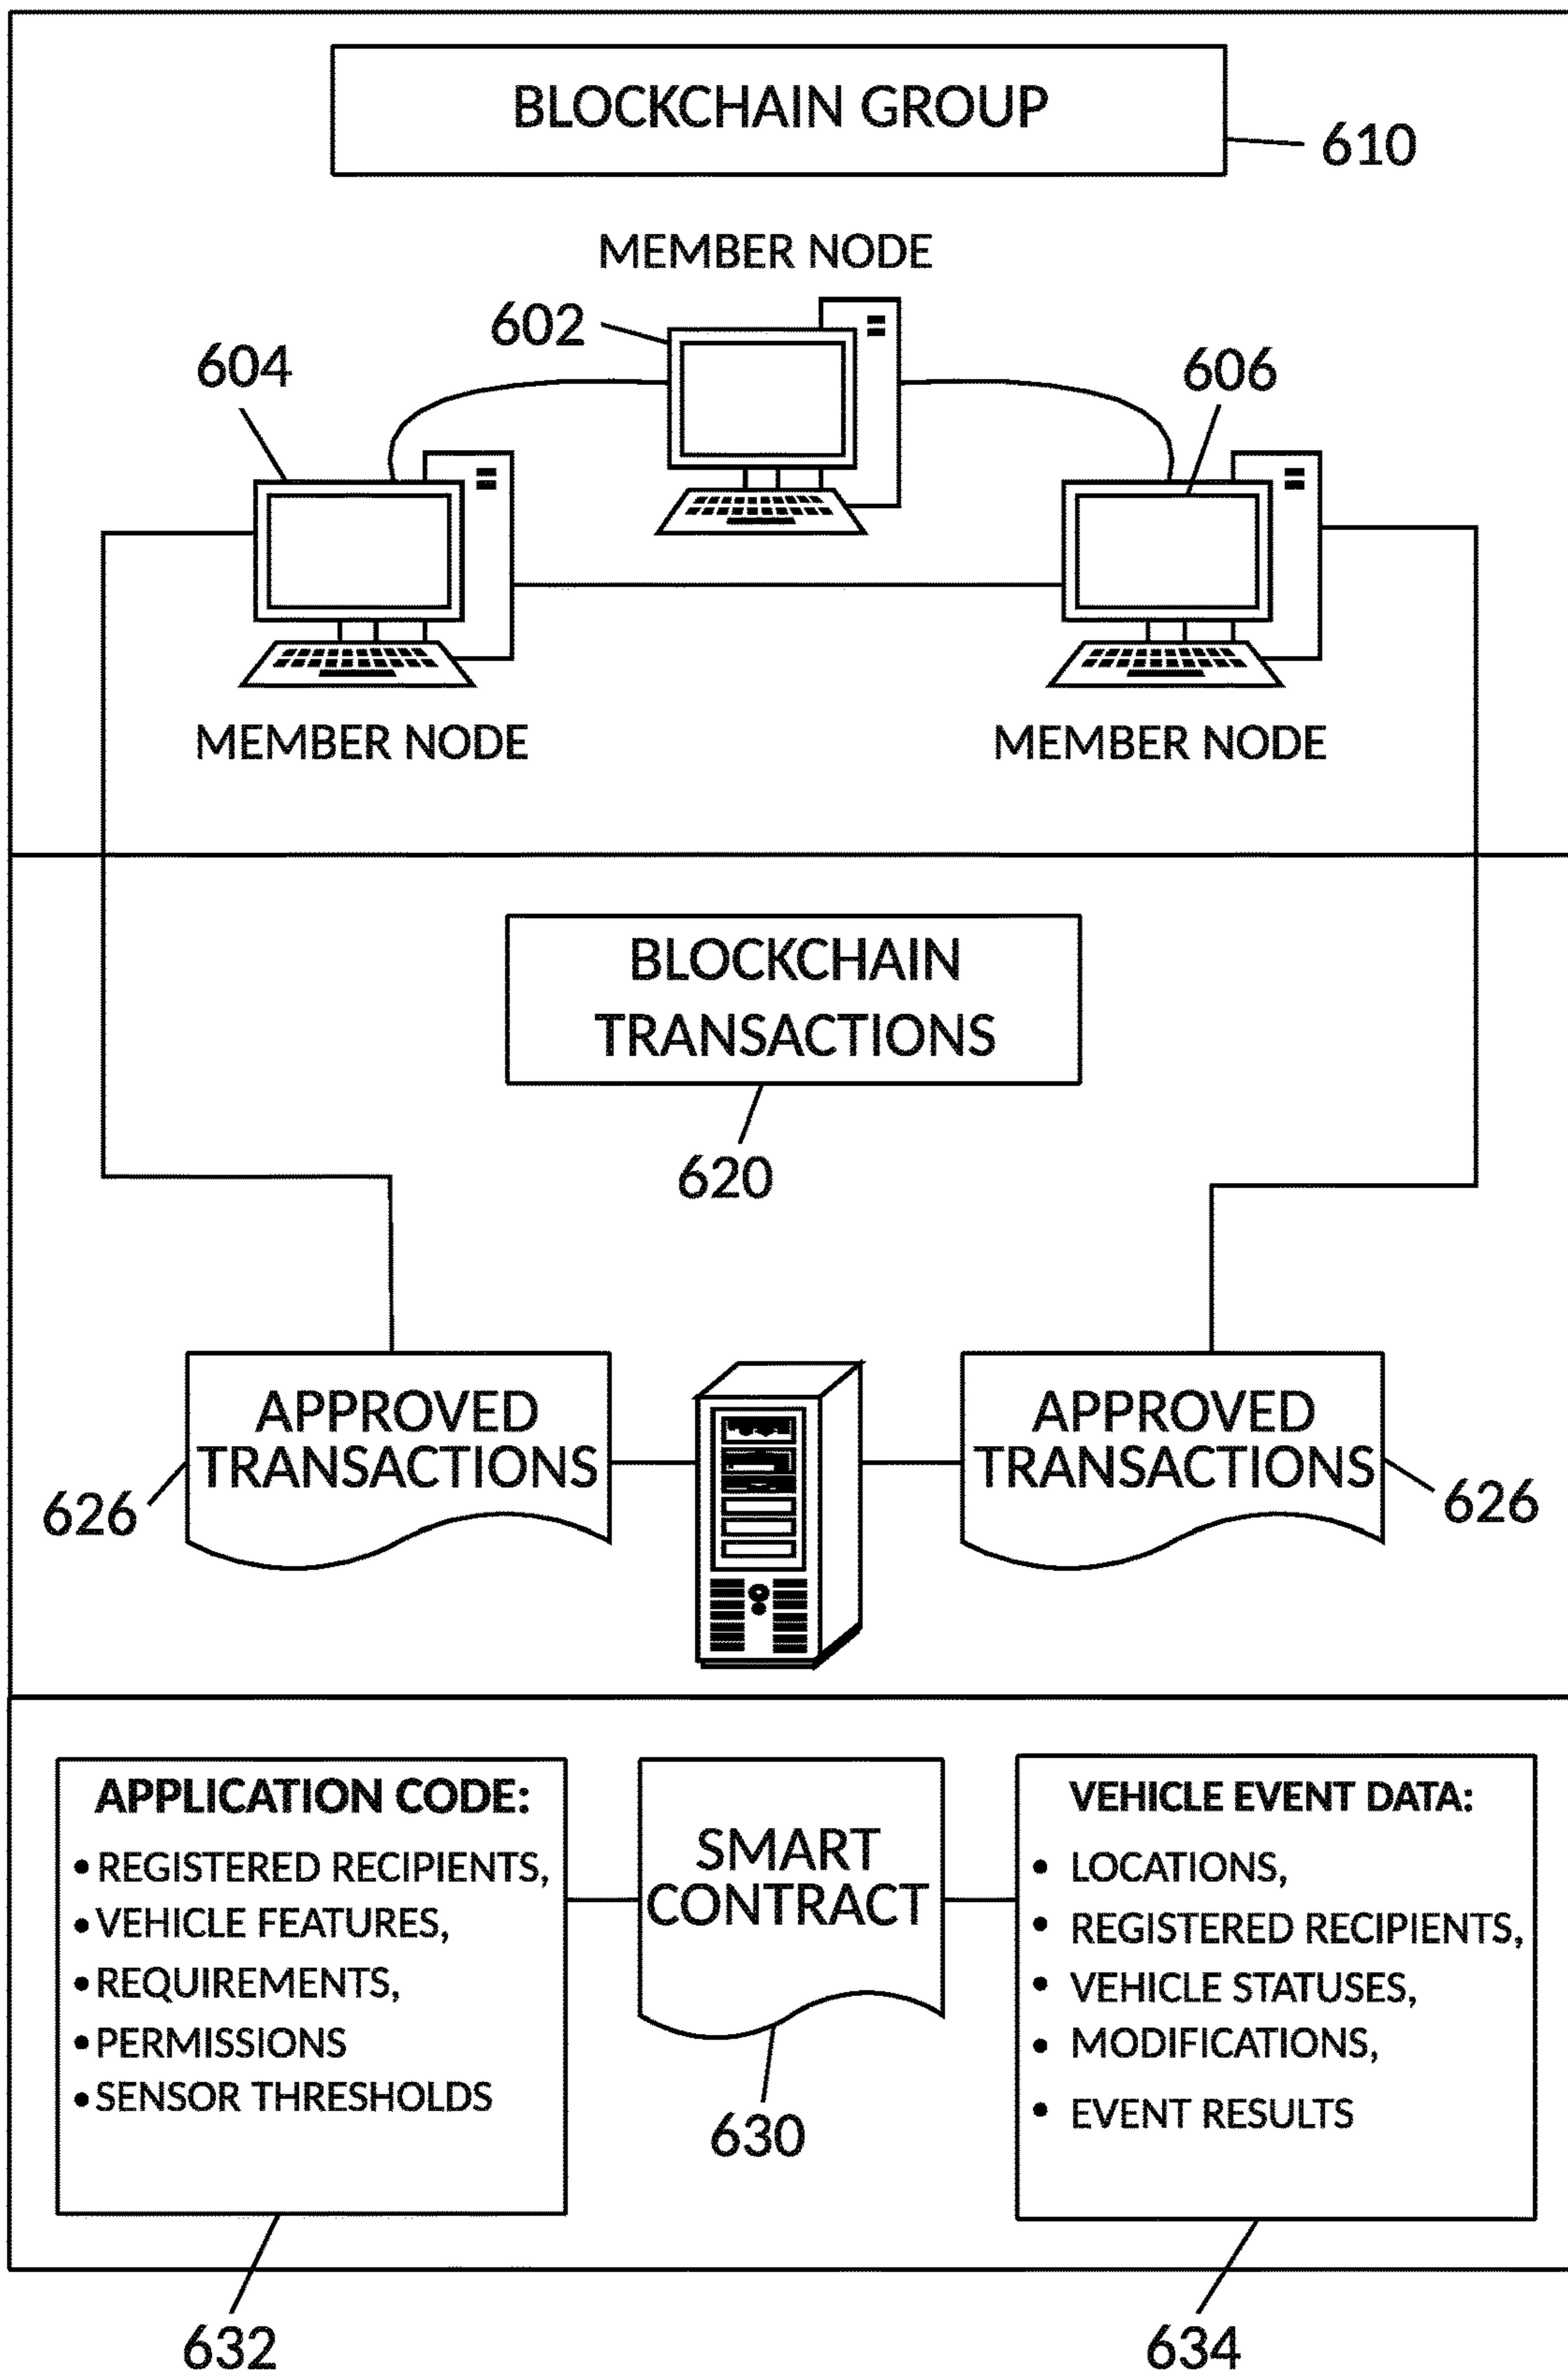 BLOCKCHAIN GROUP
610
MEMBER NODE
602
604
606
MEMBER NODE
MEMBER NODE
BLOCKCHAIN
TRANSACTIONS
620
APPROVED
TRANSACTIONS
626
APPROVED
TRANSACTIONS
626
APPLICATION CODE:
• REGISTERED RECIPIENTS,
• VEHICLE FEATURES,
• REQUIREMENTS,
• PERMISSIONS
• SENSOR THRESHOLDS
632
SMART
CONTRACT
630
VEHICLE EVENT DATA:
• LOCATIONS,
• REGISTERED RECIPIENTS,
• VEHICLE STATUSES,
• MODIFICATIONS,
• EVENT RESULTS
634